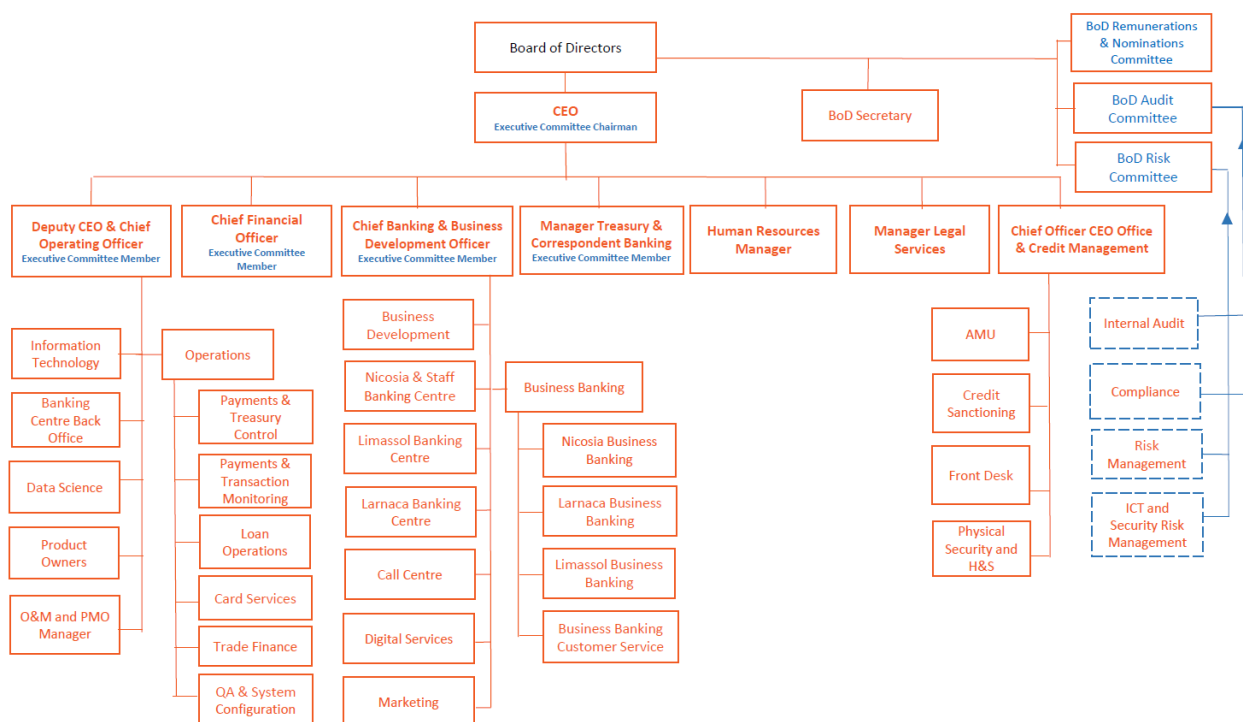 Board of Directors
BoD Remunerations
& Nominations
Committee
CEO
Executive Committee Chairman
BoD Secretary
BoD Audit
Committee
BoD Risk
Committee
Deputy CEO & Chief
Operating Officer
Executive Committee Member
Chief Financial
Officer
Executive Committee
Member
Chief Banking & Business
Development Officer
Executive Committee Member
Manager Treasury &
Correspondent Banking
Executive Committee Member
Human Resources
Manager
Manager Legal
Services
Chief Officer CEO Office
& Credit Management
Information
Technology
Banking
Centre Back
Office
Data Science
Product
Owners
O&M and PMO
Manager
Operations
Payments &
Treasury
Control
Payments &
Transaction
Monitoring
Loan
Operations
Card Services
Trade Finance
QA & System
Configuration
Business
Development
Nicosia & Staff
Banking Centre
Limassol Banking
Centre
Larnaca Banking
Centre
Call Centre
Digital Services
Marketing
Business Banking
Nicosia Business
Banking
Larnaca Business
Banking
Limassol Business
Banking
Business Banking
Customer Service
AMU
Credit
Sanctioning
Front Desk
Physical
Security and
H&S
Internal Audit
Compliance
Risk
Management
ICT and
Security Risk
Management